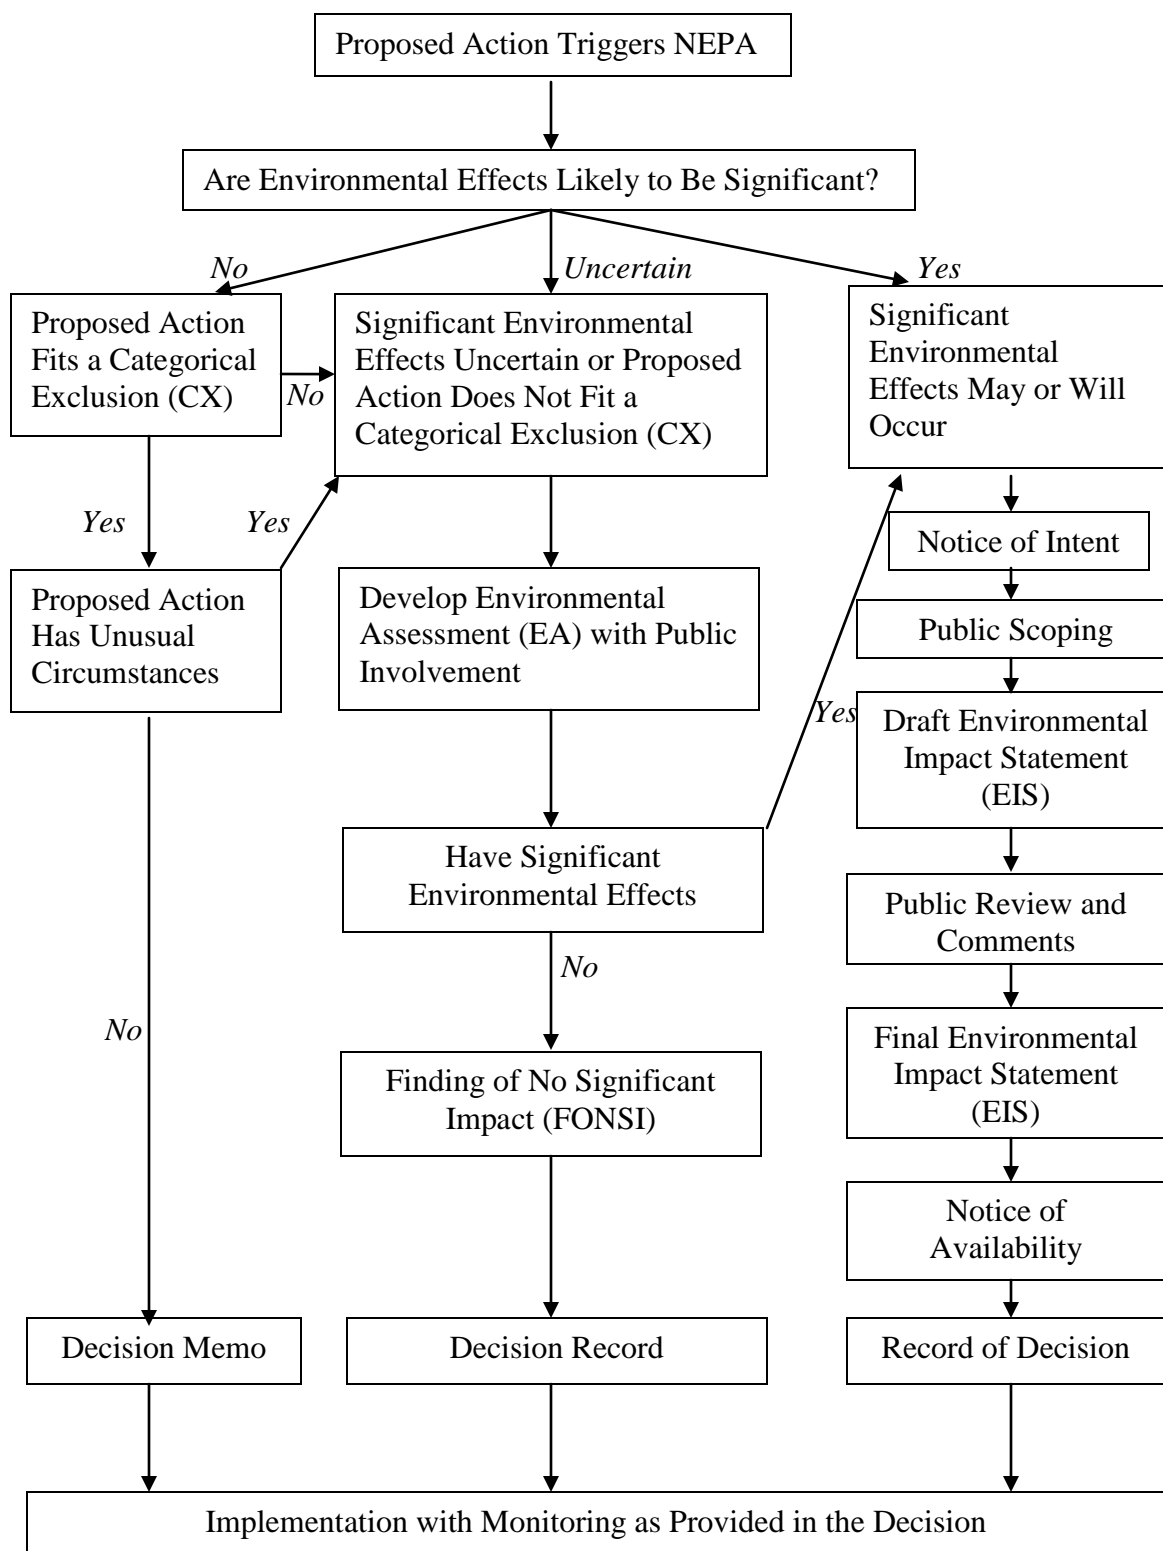 Proposed Action Triggers NEPA
Are Environmental Effects Likely to Be Significant?
No
Uncertain
Yes
Proposed Action
Fits a Categorical
Exclusion (CX)
No
Significant Environmental
Effects Uncertain or Proposed
Action Does Not Fit a
Categorical Exclusion (CX)
Significant
Environmental
Effects May or Will
Occur
Yes
Yes
Notice of Intent
Proposed Action
Has Unusual
Circumstances
Develop Environmental
Assessment (EA) with Public
Involvement
Public Scoping
Yes
Draft Environmental
Impact Statement
(EIS)
Have Significant
Environmental Effects
Public Review and
Comments
No
No
Final Environmental
Impact Statement
(EIS)
Finding of No Significant
Impact (FONSI)
Notice of
Availability
Decision Memo
Decision Record
Record of Decision
Implementation with Monitoring as Provided in the Decision